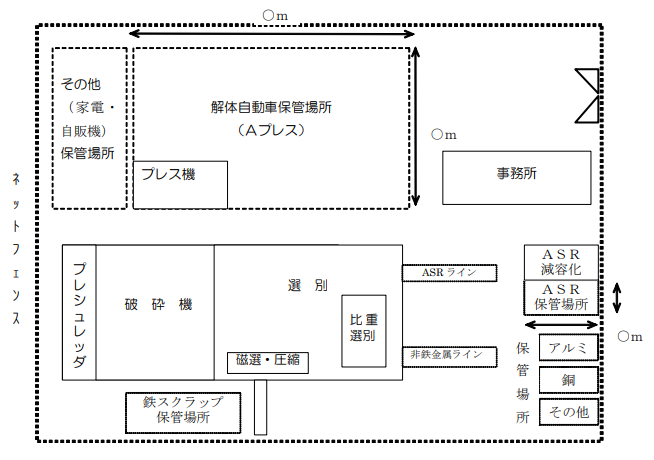 〇ｍ
その他
（家電・
自販機）
保管場所
解体自動車保管場所
（Ａプレス）
プレス機
〇ｍ
事務所
ネットフェンス
プレシュレッダ
破 砕 機
選 別
比重
選別
磁選・圧縮
ASRライン
非鉄金属ライン
ＡＳＲ
減容化
ＡＳＲ
保管場所
〇ｍ
保管場所
アルミ
銅
その他
鉄スクラップ
保管場所